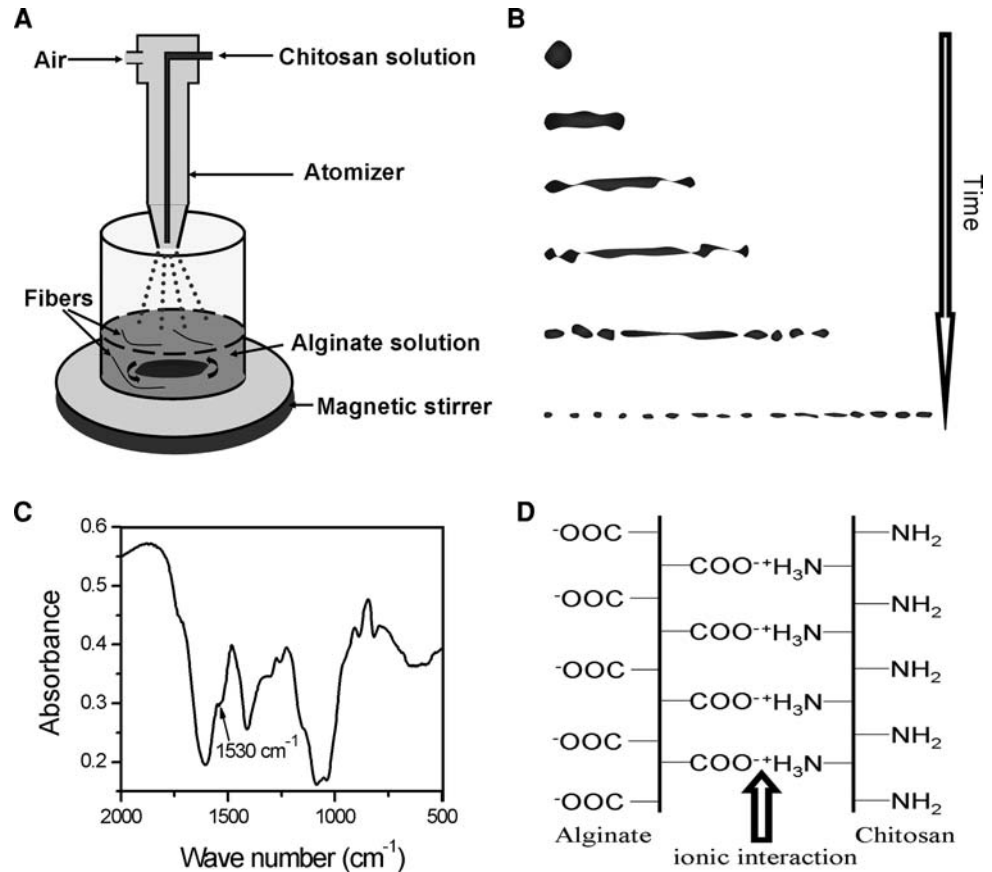 A
Air
Chitosan solution
Atomizer
Fibers
Alginate solution
Magnetic stirrer
B
Time
C
0.6
0.5
0.4
0.3
0.2
Absorbance
1530 cm⁻¹
2000 1500 1000 500
Wave number (cm⁻¹)
D
⁻OOC NH₂
COO⁻⁺H₃N
⁻OOC NH₂
COO⁻⁺H₃N
⁻OOC NH₂
COO⁻⁺H₃N
⁻OOC NH₂
COO⁻⁺H₃N
⁻OOC NH₂
Alginate Chitosan
ionic interaction